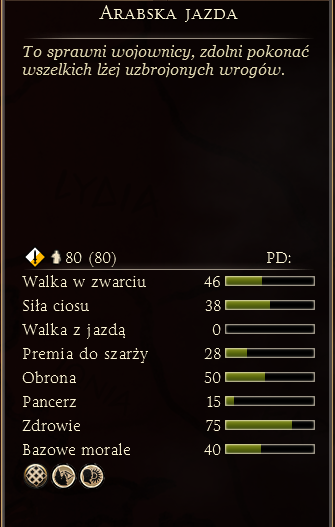 Arabska jazda
To sprawni wojownicy, zdolni pokonać
wszelkich lżej uzbrojonych wrogów.
80 (80) PD:
Walka w zwarciu 46
Siła ciosu 38
Walka z jazdą 0
Premia do szarży 28
Obrona 50
Pancerz 15
Zdrowie 75
Bazowe morale 40